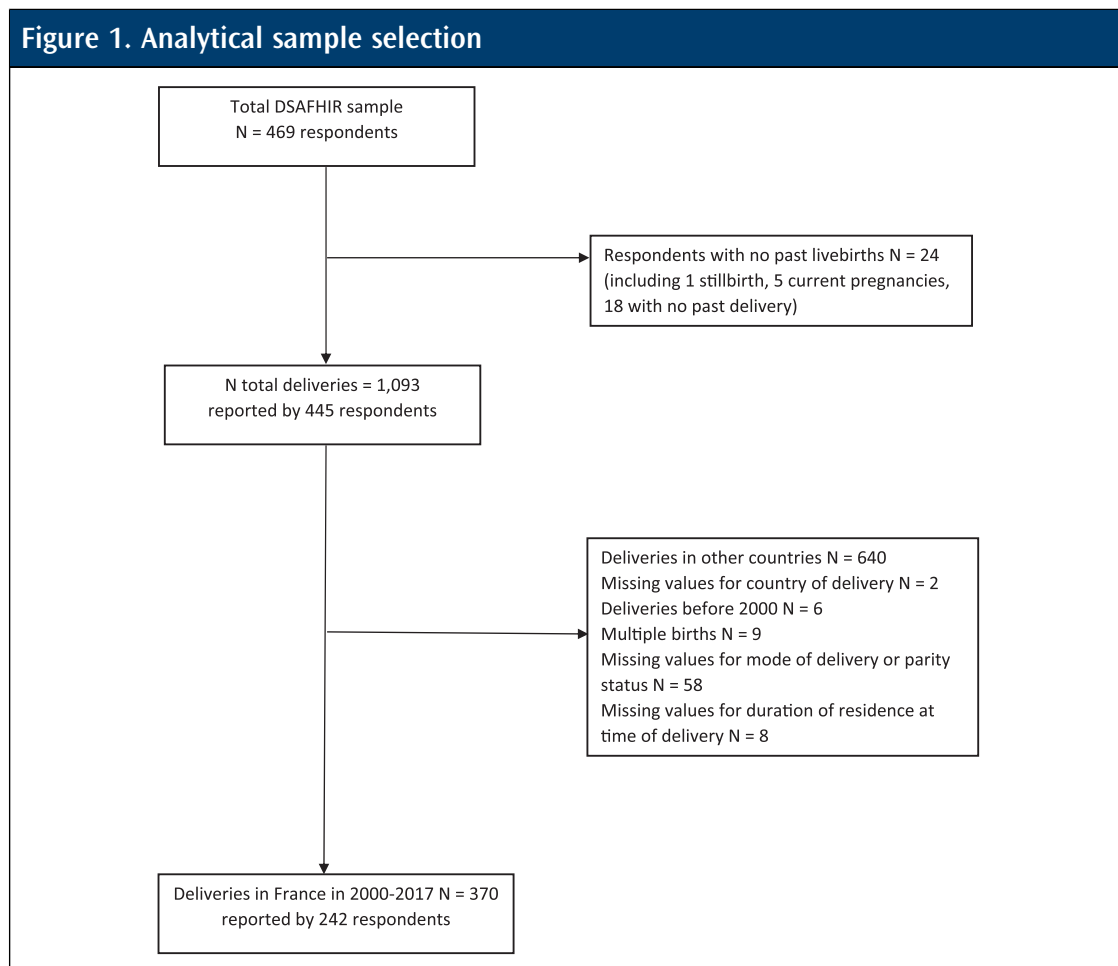 Figure 1. Analytical sample selection
Total DSAFHIR sample
N = 469 respondents
Respondents with no past livebirths N = 24
(including 1 stillbirth, 5 current pregnancies,
18 with no past delivery)
N total deliveries = 1,093
reported by 445 respondents
Deliveries in other countries N = 640
Missing values for country of delivery N = 2
Deliveries before 2000 N = 6
Multiple births N = 9
Missing values for mode of delivery or parity
status N = 58
Missing values for duration of residence at
time of delivery N = 8
Deliveries in France in 2000-2017 N = 370
reported by 242 respondents